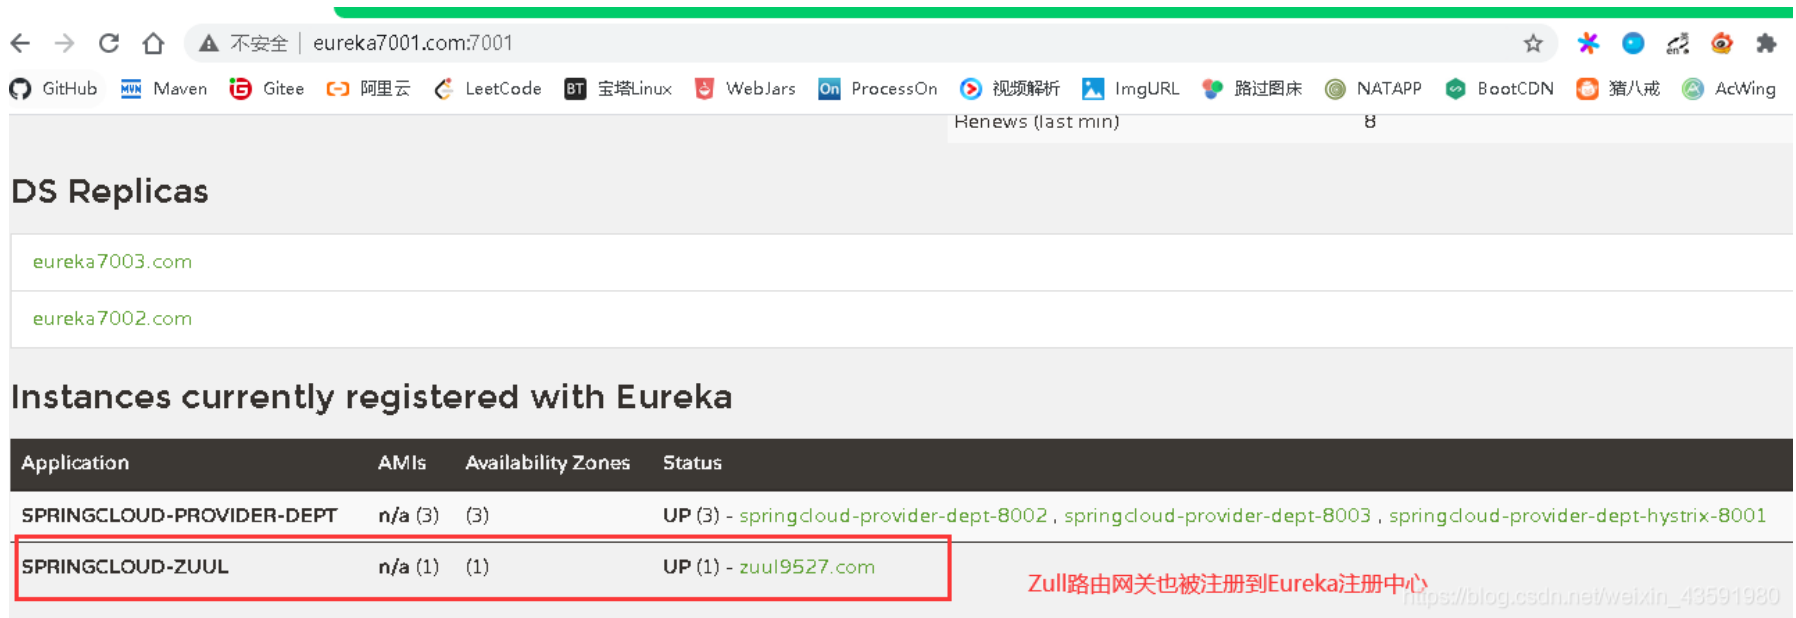 不安全 | eureka7001.com:7001
GitHub Maven Gitee 阿里云 LeetCode BT 宝塔Linux WebJars On ProcessOn 视频解析 ImgURL 路过图床 NATAPP BootCDN 猪八戒 AcWing
Renews (last min) 8
DS Replicas
eureka7003.com
eureka7002.com
Instances currently registered with Eureka
Application AMIs Availability Zones Status
SPRINGCLOUD-PROVIDER-DEPT n/a (3) (3) UP (3) - springcloud-provider-dept-8002 , springcloud-provider-dept-8003 , springcloud-provider-dept-hystrix-8001
SPRINGCLOUD-ZUUL n/a (1) (1) UP (1) - zuul9527.com
Zull路由网关也被注册到Eureka注册中心
https://blog.csdn.net/weixin_43591980